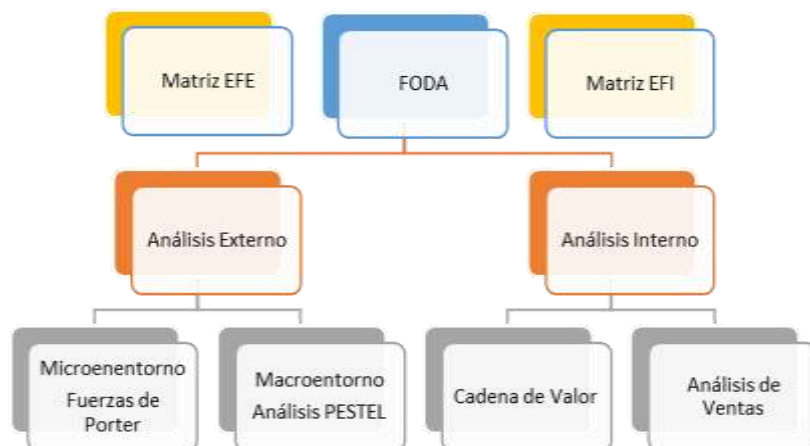 Matriz EFE
FODA
Matriz EFI
Análisis Externo
Análisis Interno
Microenentorno
Fuerzas de
Porter
Macroentorno
Análisis PESTEL
Cadena de Valor
Análisis de
Ventas